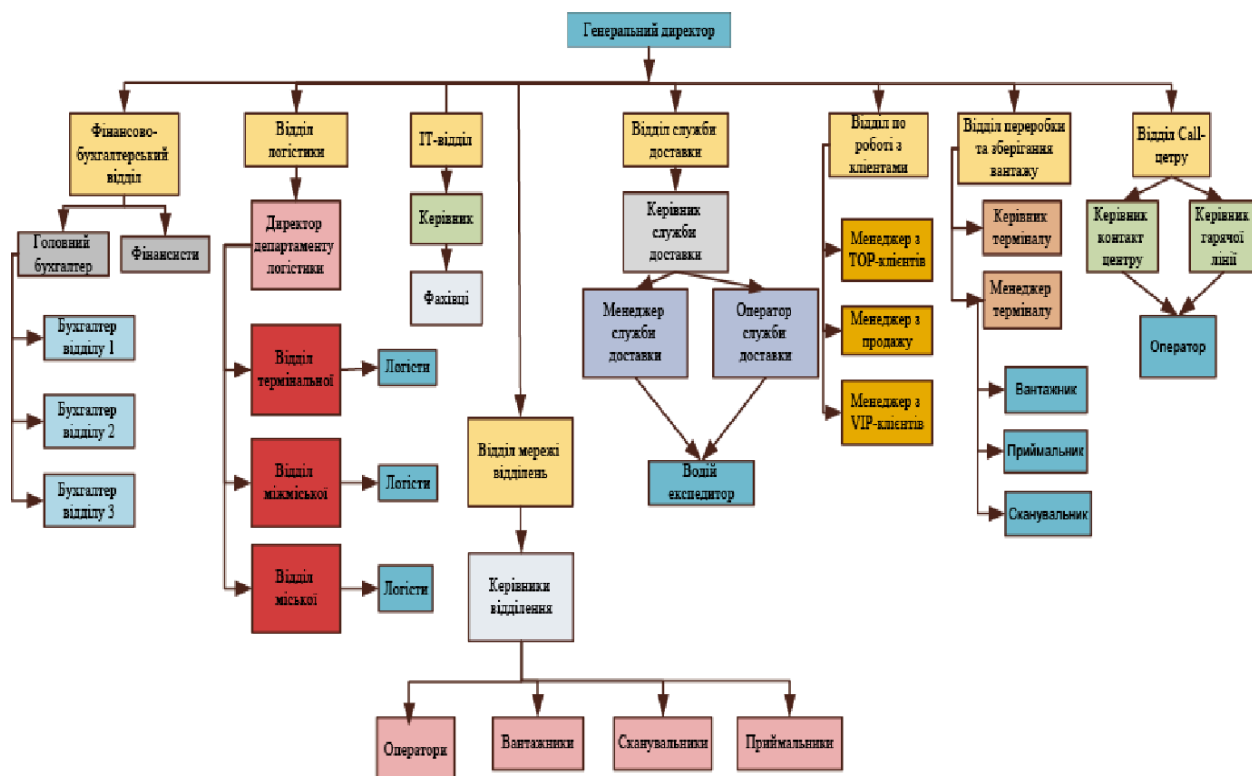 Генеральний директор
Фінансово-
бухгалтерський
відділ
Відділ
логістики
ІТ-відділ
Відділ служби
доставки
Відділ по
роботі з
клієнтами
Відділ переробки
та зберігання
вантажу
Відділ Call-
цетру
Головний
бухгалтер
Фінансисти
Директор
департаменту
логістики
Керівник
Керівник
служби
доставки
Керівник
терміналу
Керівник
контакт
центру
Керівник
гарячої
лінії
Менеджер з
TOP-клієнтів
Фахівці
Менеджер
терміналу
Бухгалтер
відділу 1
Менеджер
служби
доставки
Оператор
служби
доставки
Менеджер з
продажу
Оператор
Відділ
термінальної
Логісти
Вантажник
Бухгалтер
відділу 2
Менеджер з
VIP-клієнтів
Відділ мережі
відділень
Приймальник
Відділ
міжміської
Логісти
Водій
експедитор
Бухгалтер
відділу 3
Сканувальник
Відділ
міської
Логісти
Керівники
відділення
Оператори
Вантажники
Сканувальники
Приймальники